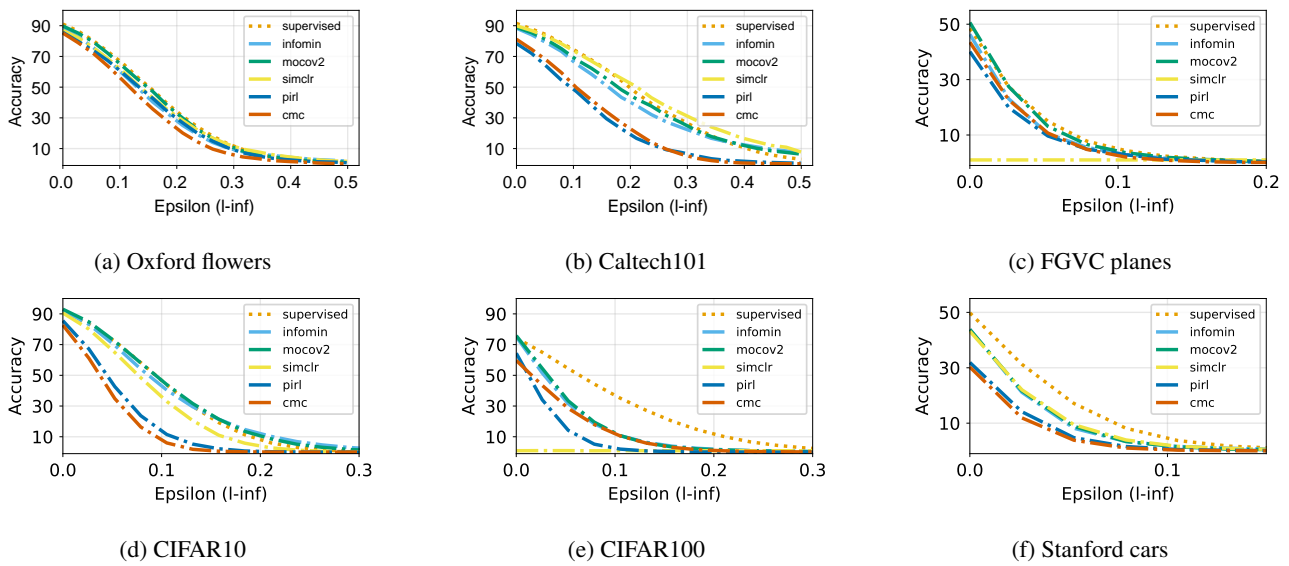 90
70
50
30
10
Accuracy
0.0 0.1 0.2 0.3 0.4 0.5
Epsilon (l-inf)
supervised
infomin
mocov2
simclr
pirl
cmc
(a) Oxford flowers
90
70
50
30
10
Accuracy
0.0 0.1 0.2 0.3 0.4 0.5
Epsilon (l-inf)
supervised
infomin
mocov2
simclr
pirl
cmc
(b) Caltech101
50
30
10
Accuracy
0.0 0.1 0.2
Epsilon (l-inf)
supervised
infomin
mocov2
simclr
pirl
cmc
(c) FGVC planes
90
70
50
30
10
Accuracy
0.0 0.1 0.2 0.3
Epsilon (l-inf)
supervised
infomin
mocov2
simclr
pirl
cmc
(d) CIFAR10
90
70
50
30
10
Accuracy
0.0 0.1 0.2 0.3
Epsilon (l-inf)
supervised
infomin
mocov2
simclr
pirl
cmc
(e) CIFAR100
50
30
10
Accuracy
0.0 0.1
Epsilon (l-inf)
supervised
infomin
mocov2
simclr
pirl
cmc
(f) Stanford cars